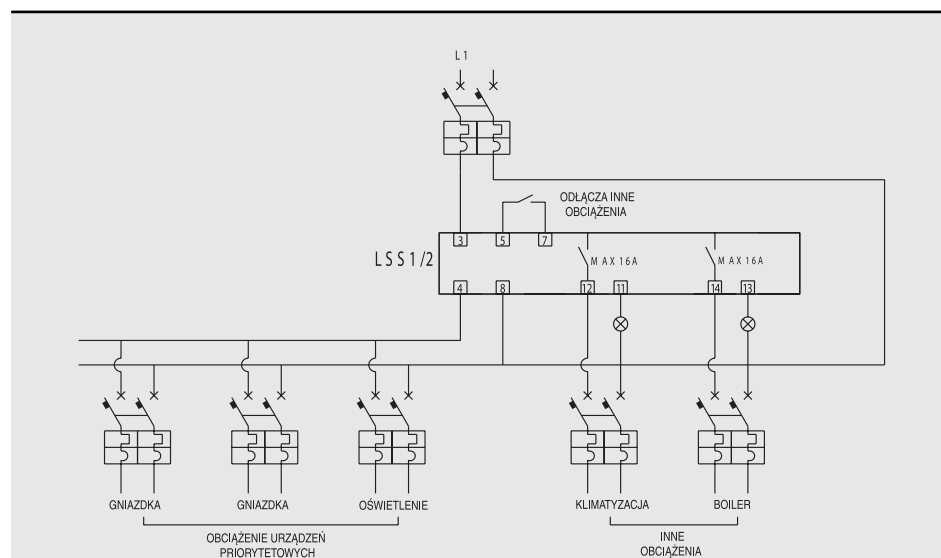 L 1
ODŁĄCZA INNE
OBCIĄŻENIA
3 5 7
LSS1/2
MAX 16A MAX 16A
4 8 12 11 14 13
GNIAZDKA GNIAZDKA OŚWIETLENIE KLIMATYZACJA BOILER
OBCIĄŻENIE URZĄDZEŃ
PRIORYTETOWYCH
INNE
OBCIĄŻENIA